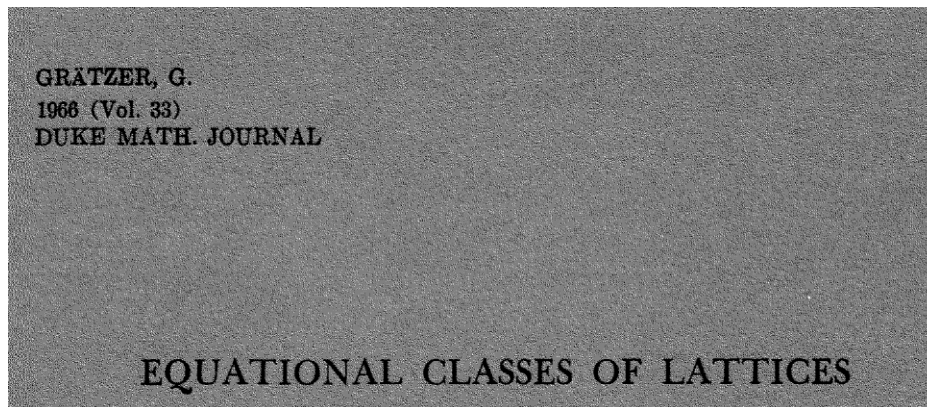 GRÄTZER, G.
1966 (Vol. 33)
DUKE MATH. JOURNAL
EQUATIONAL CLASSES OF LATTICES